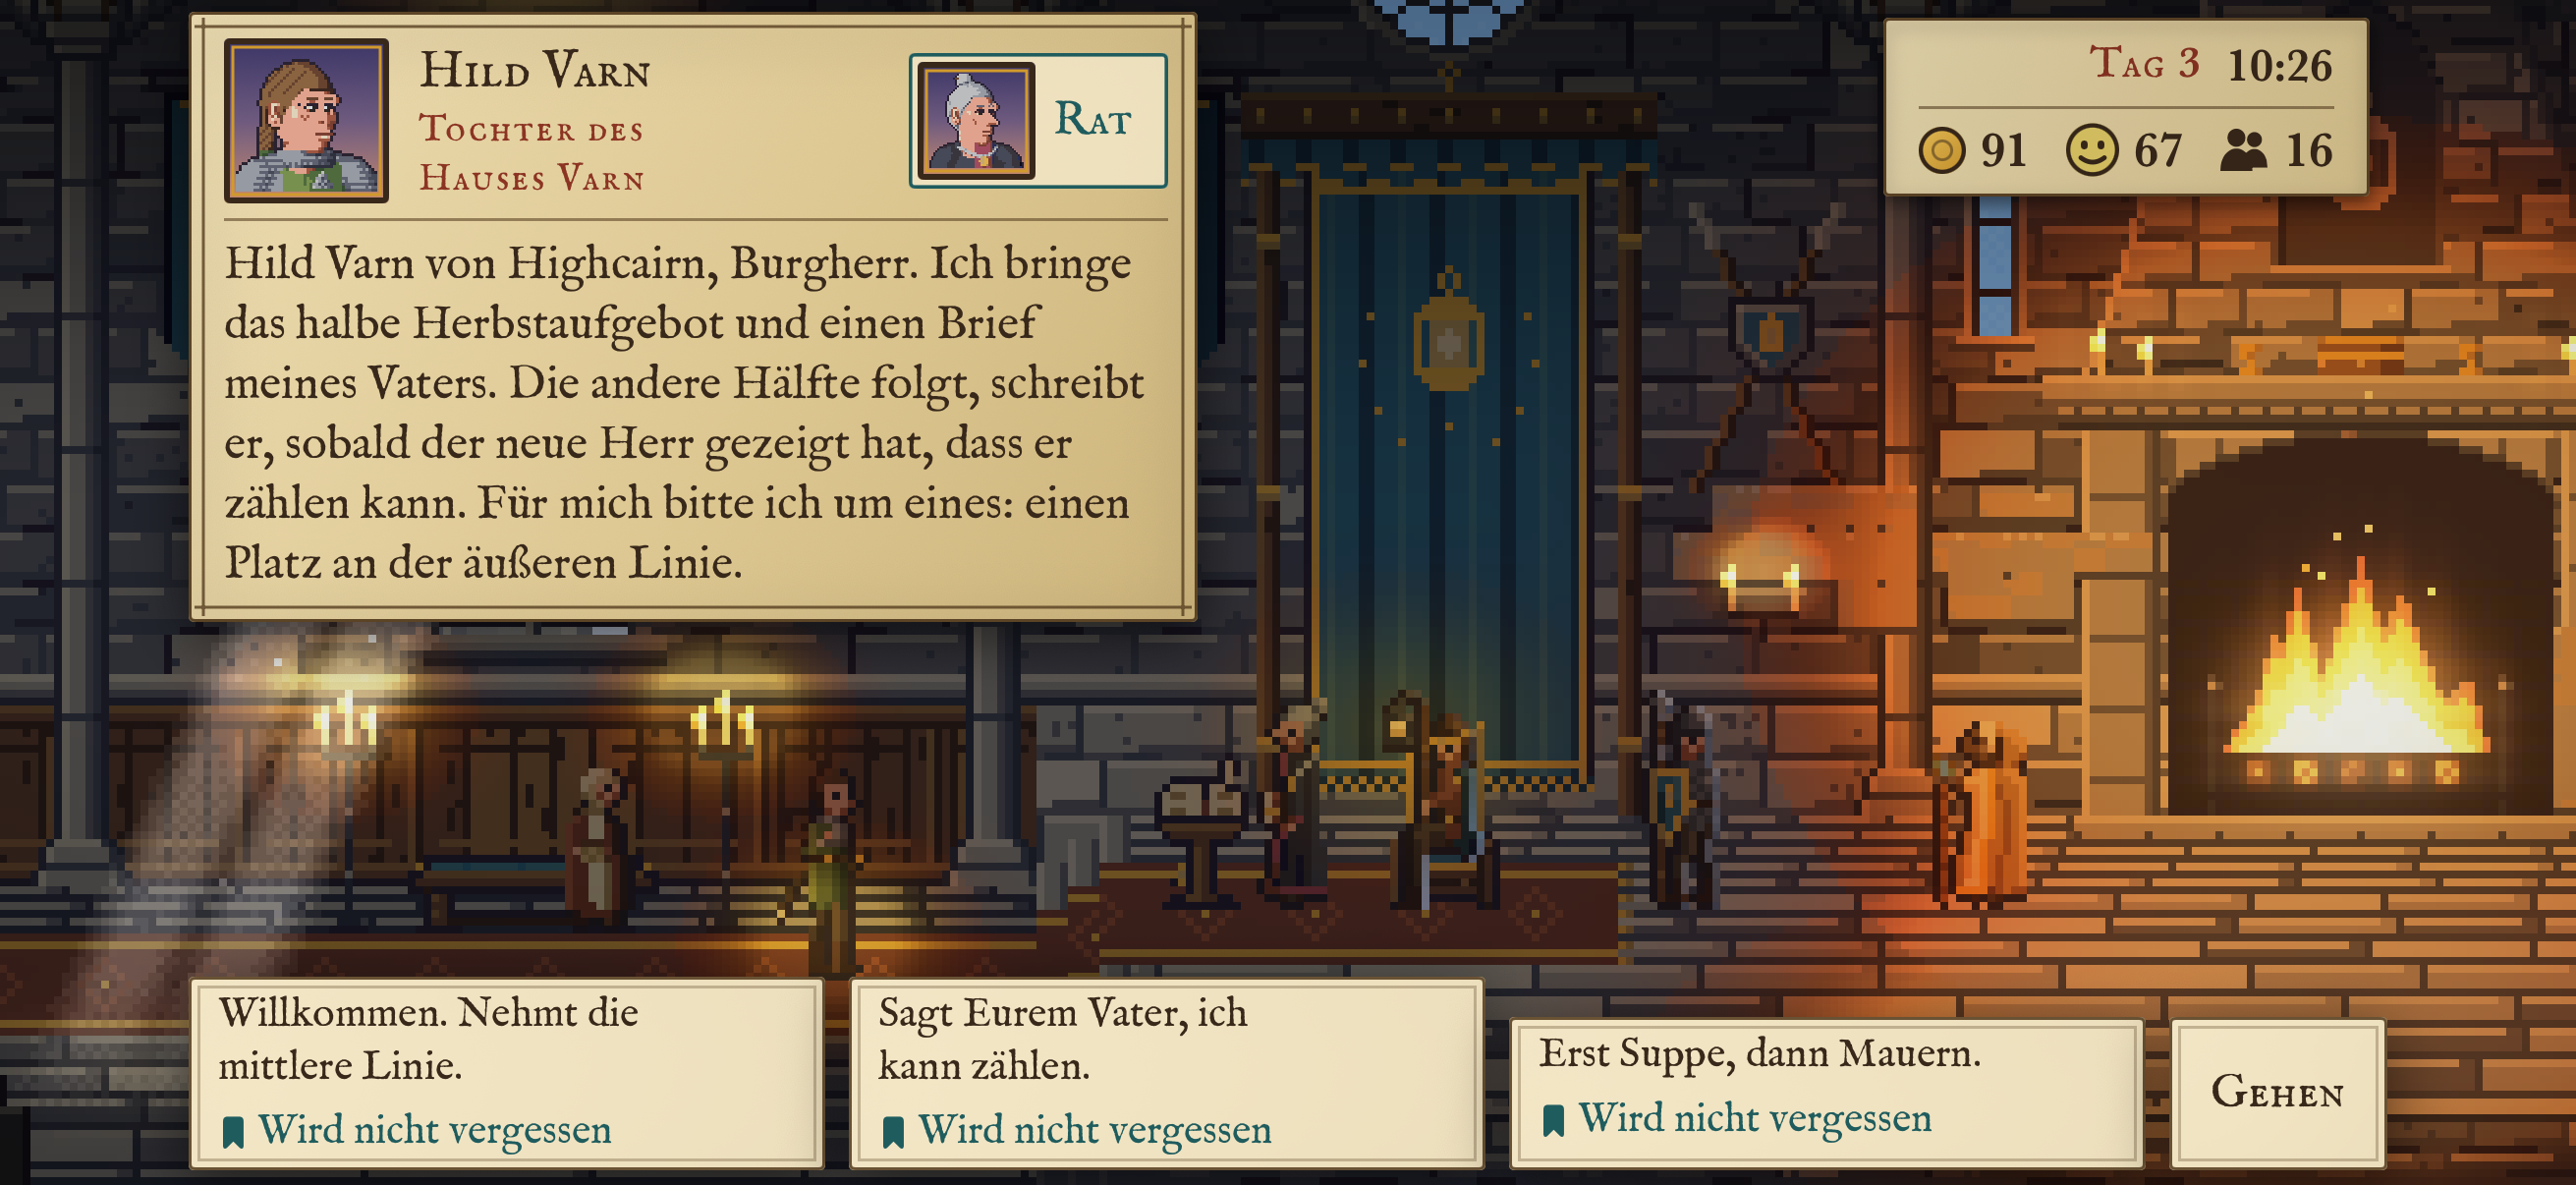 Hild Varn
Tochter des
Hauses Varn
Rat
Hild Varn von Highcairn, Burgherr. Ich bringe
das halbe Herbstaufgebot und einen Brief
meines Vaters. Die andere Hälfte folgt, schreibt
er, sobald der neue Herr gezeigt hat, dass er
zählen kann. Für mich bitte ich um eines: einen
Platz an der äußeren Linie.
Tag 3 10:26
91 67 16
Willkommen. Nehmt die
mittlere Linie.
Wird nicht vergessen
Sagt Eurem Vater, ich
kann zählen.
Wird nicht vergessen
Erst Suppe, dann Mauern.
Wird nicht vergessen
Gehen